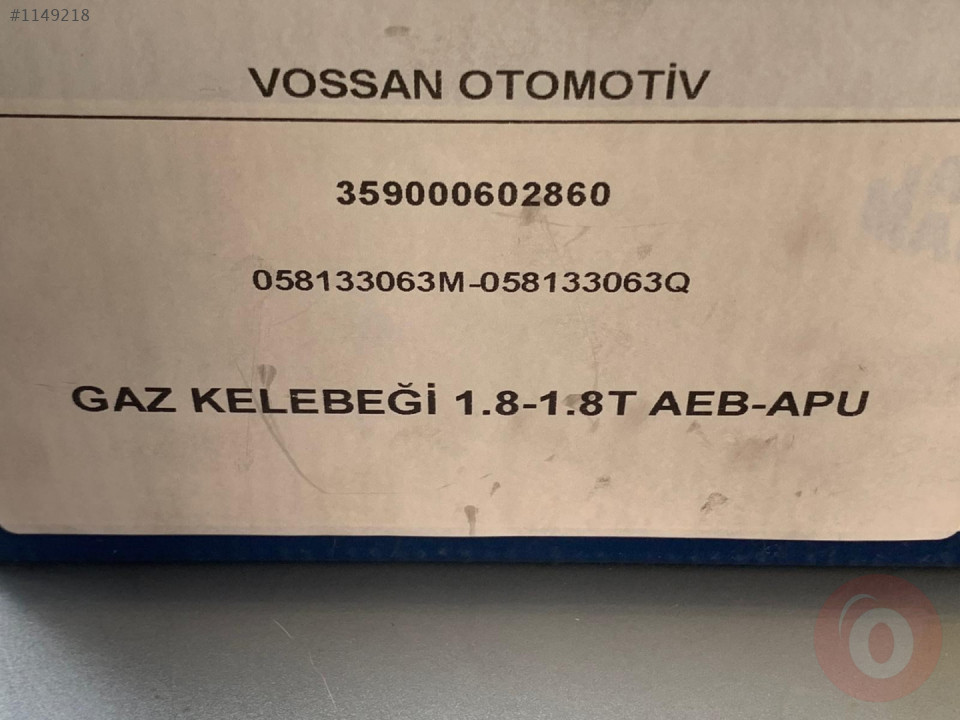 #1149218
VOSSAN OTOMOTİV
359000602860
058133063M-058133063Q
GAZ KELEBEĞİ 1.8-1.8T AEB-APU